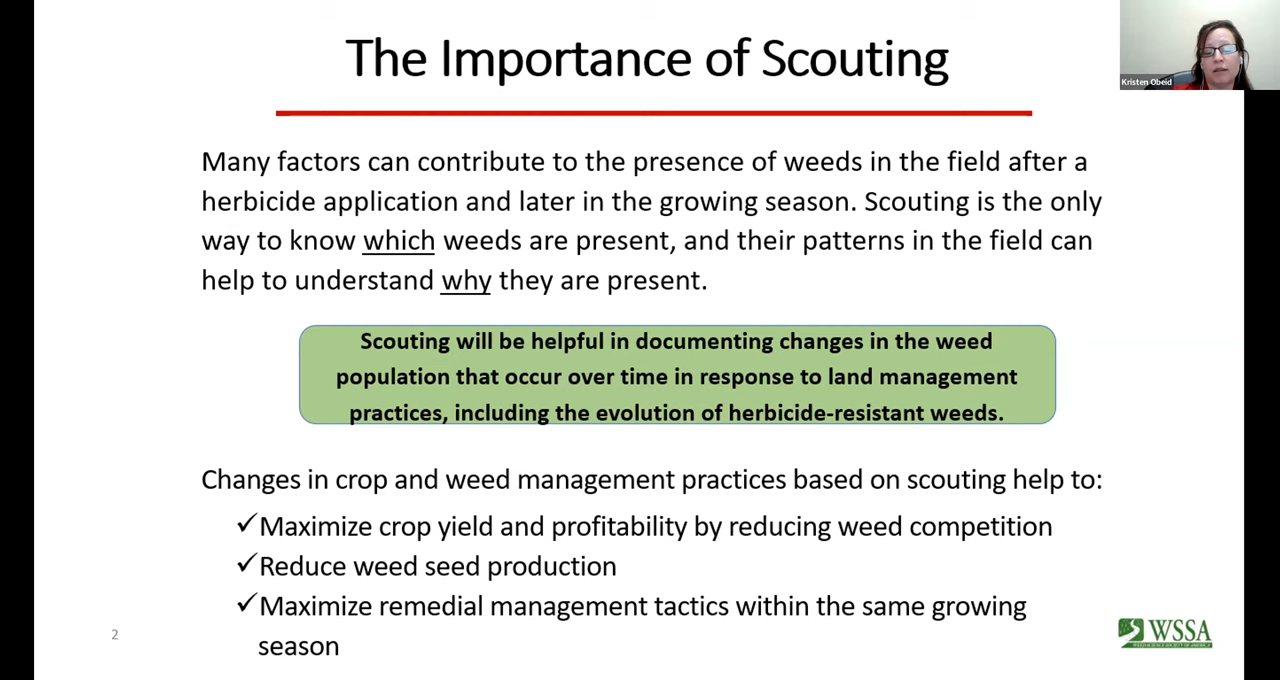 The Importance of Scouting
Kristen Obeid
Many factors can contribute to the presence of weeds in the field after a
herbicide application and later in the growing season. Scouting is the only
way to know which weeds are present, and their patterns in the field can
help to understand why they are present.
Scouting will be helpful in documenting changes in the weed
population that occur over time in response to land management
practices, including the evolution of herbicide-resistant weeds.
Changes in crop and weed management practices based on scouting help to:
✓Maximize crop yield and profitability by reducing weed competition
✓Reduce weed seed production
✓Maximize remedial management tactics within the same growing
season
2
WSSA
WEED SCIENCE SOCIETY OF AMERICA